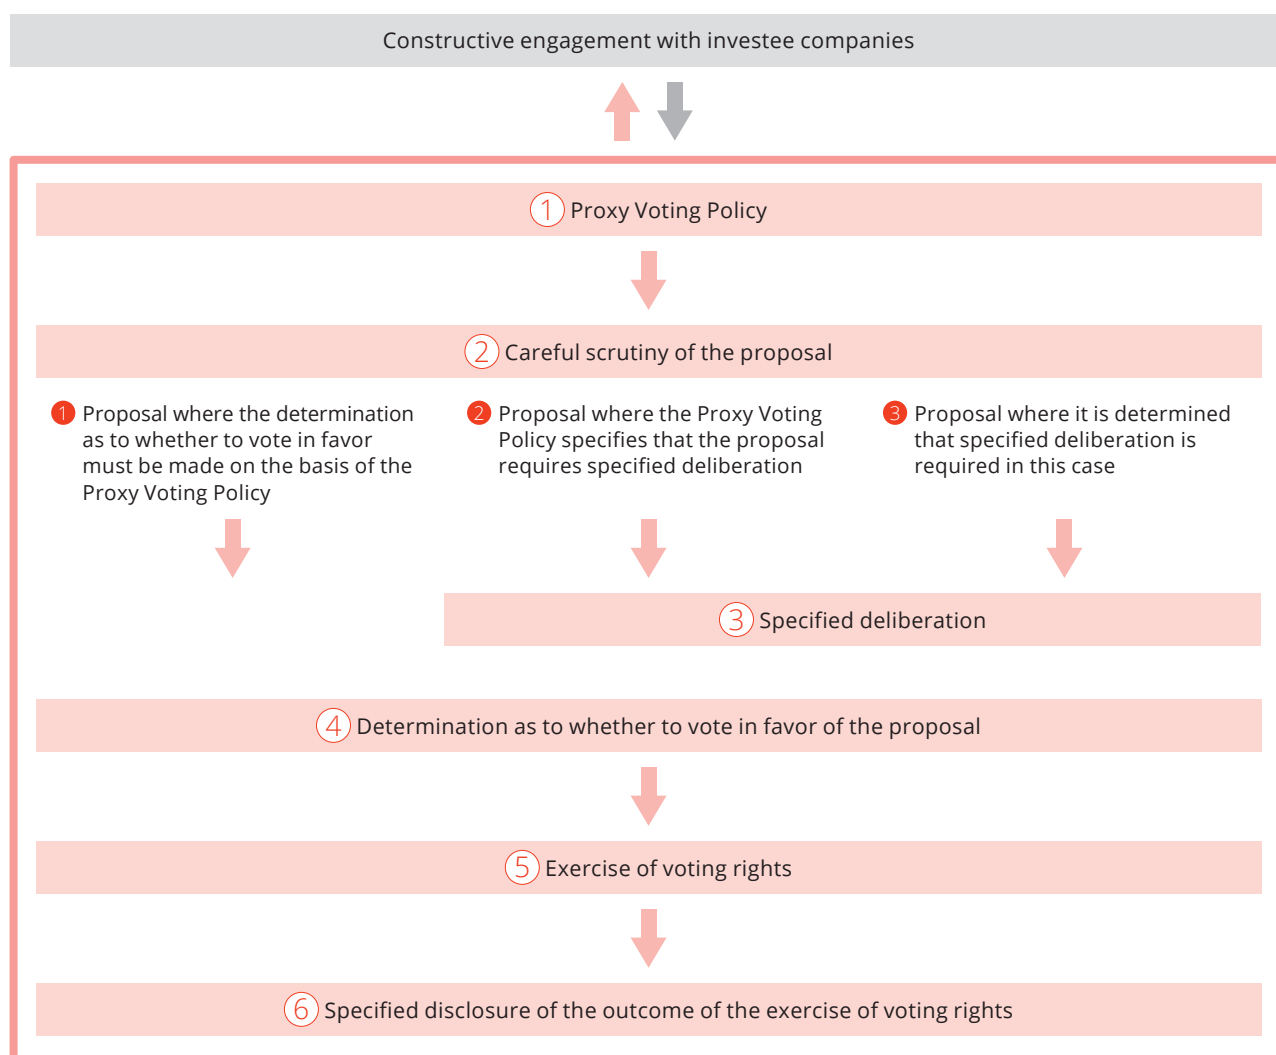 Constructive engagement with investee companies
① Proxy Voting Policy
② Careful scrutiny of the proposal
❶ Proposal where the determination
as to whether to vote in favor
must be made on the basis of the
Proxy Voting Policy
❷ Proposal where the Proxy Voting
Policy specifies that the proposal
requires specified deliberation
❸ Proposal where it is determined
that specified deliberation is
required in this case
③ Specified deliberation
④ Determination as to whether to vote in favor of the proposal
⑤ Exercise of voting rights
⑥ Specified disclosure of the outcome of the exercise of voting rights